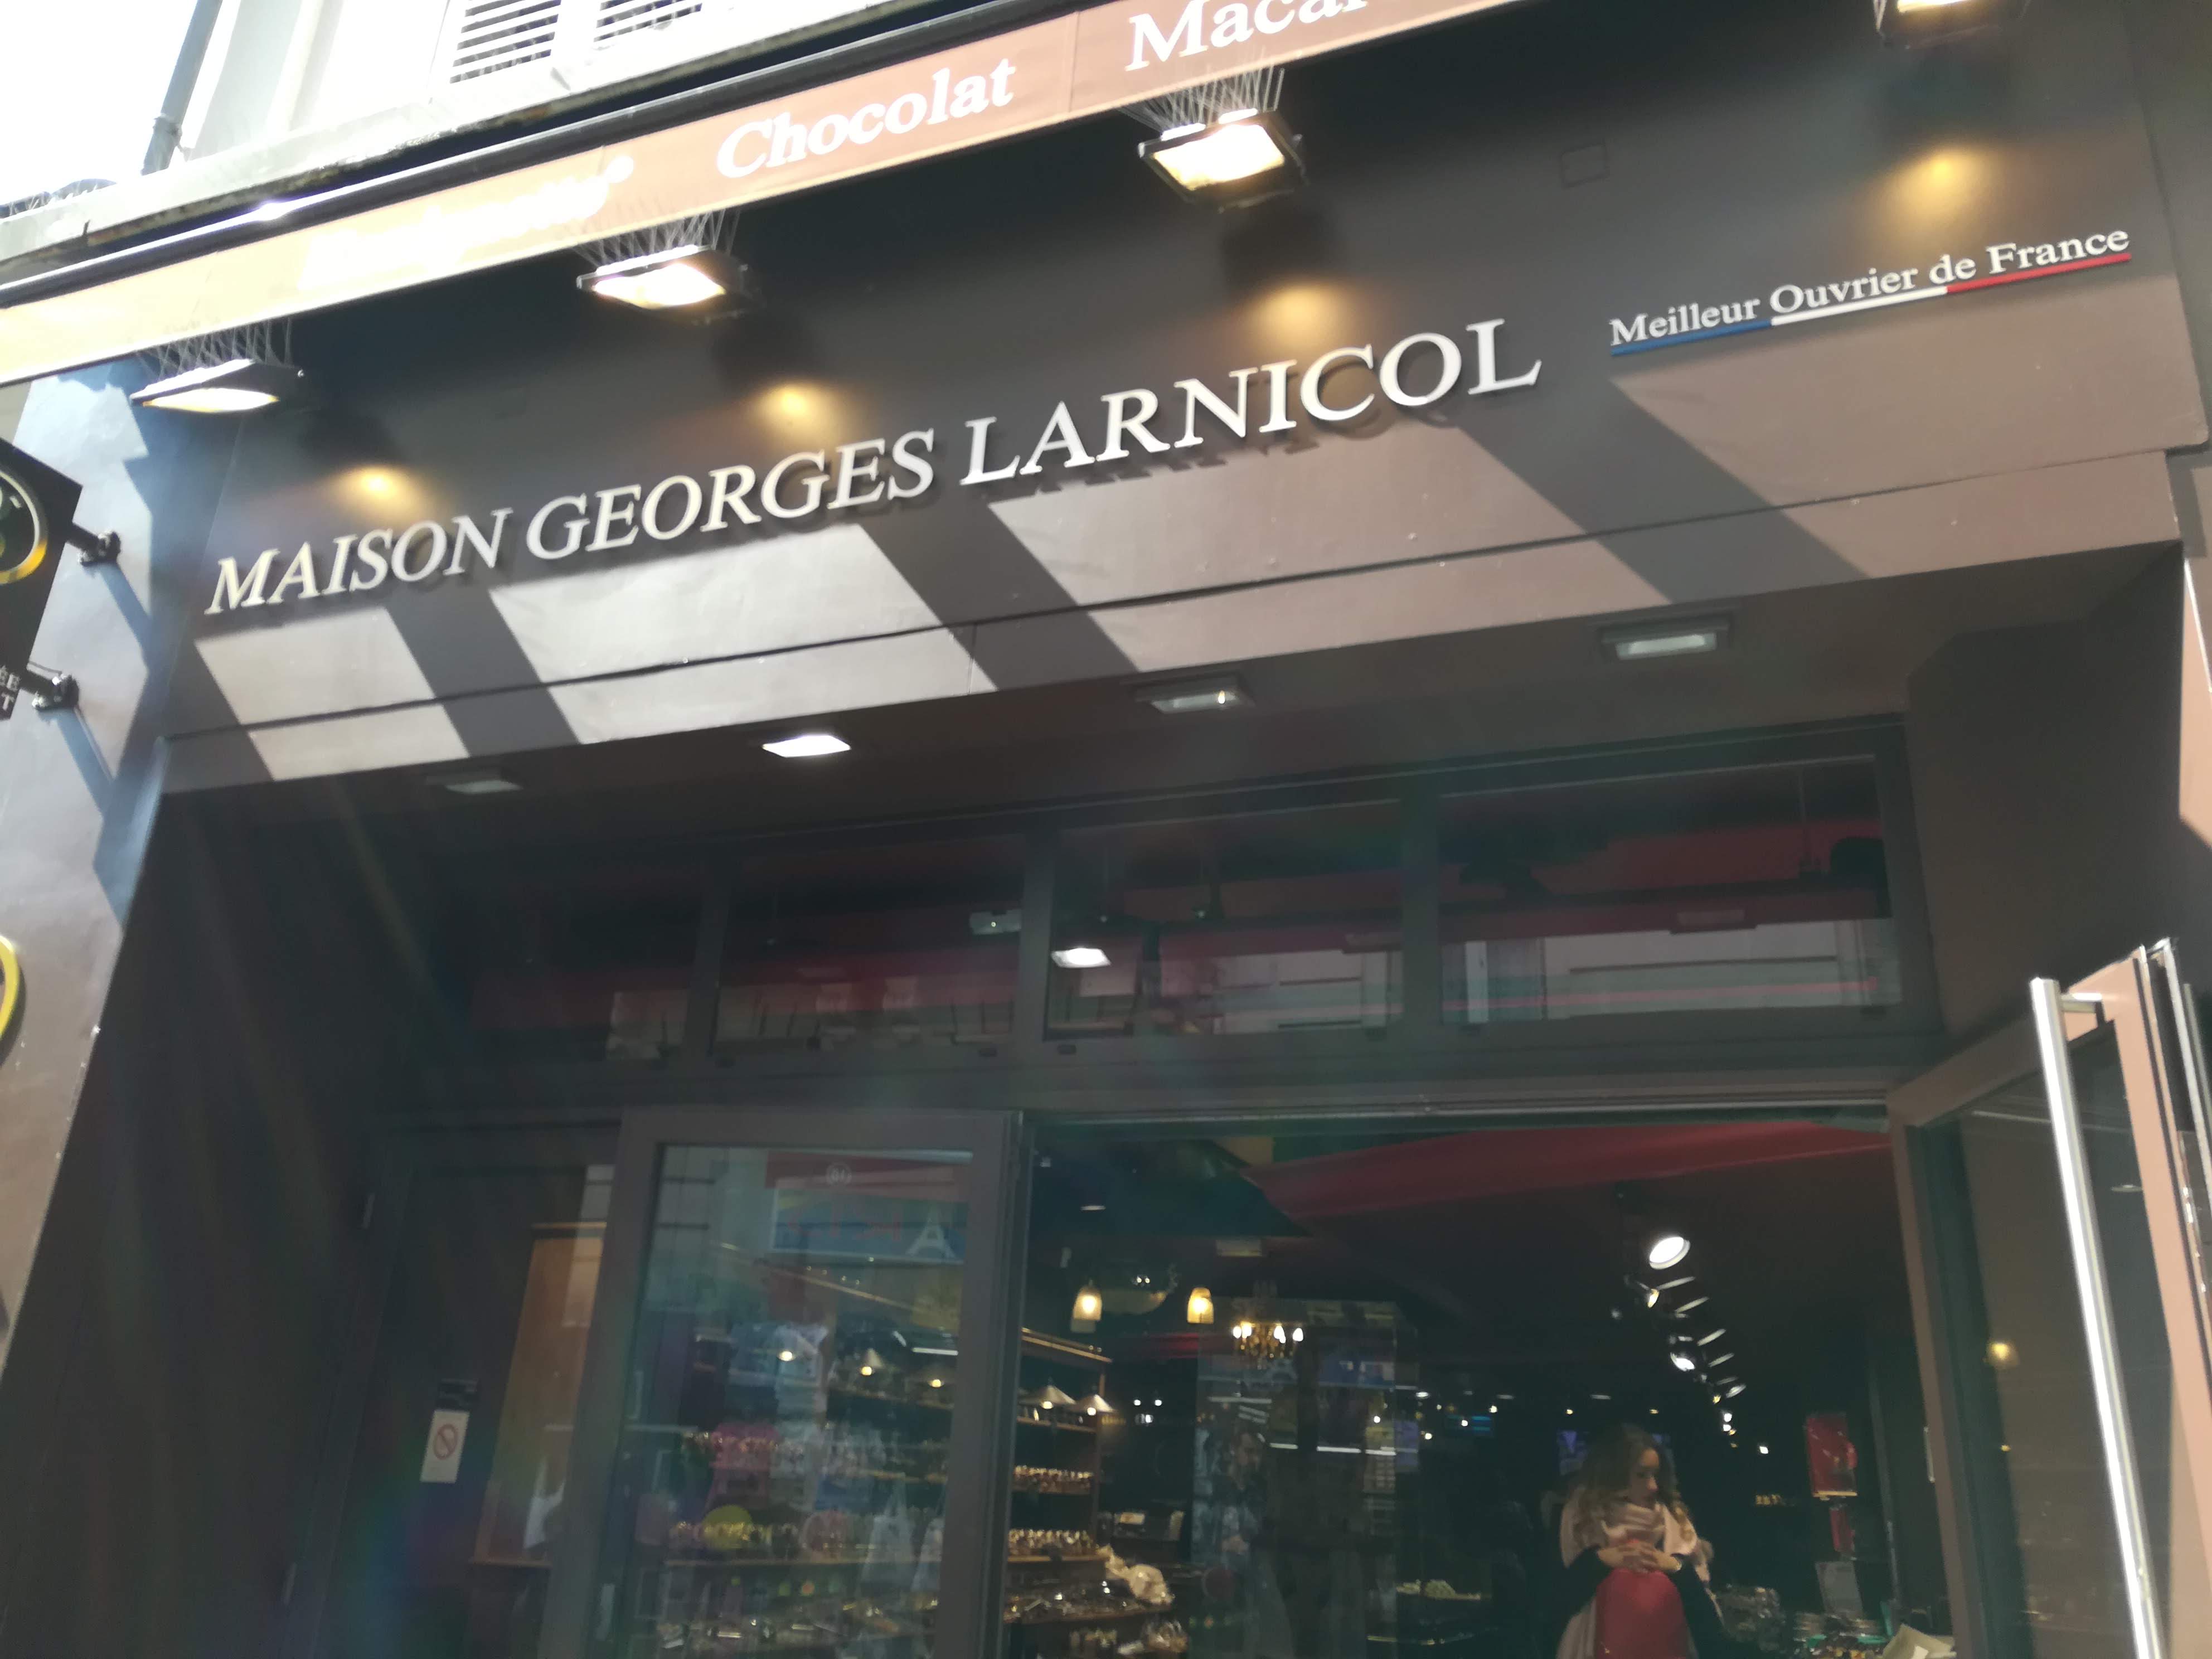 Chocolat
MAISON GEORGES LARNICOL
Meilleur Ouvrier de France